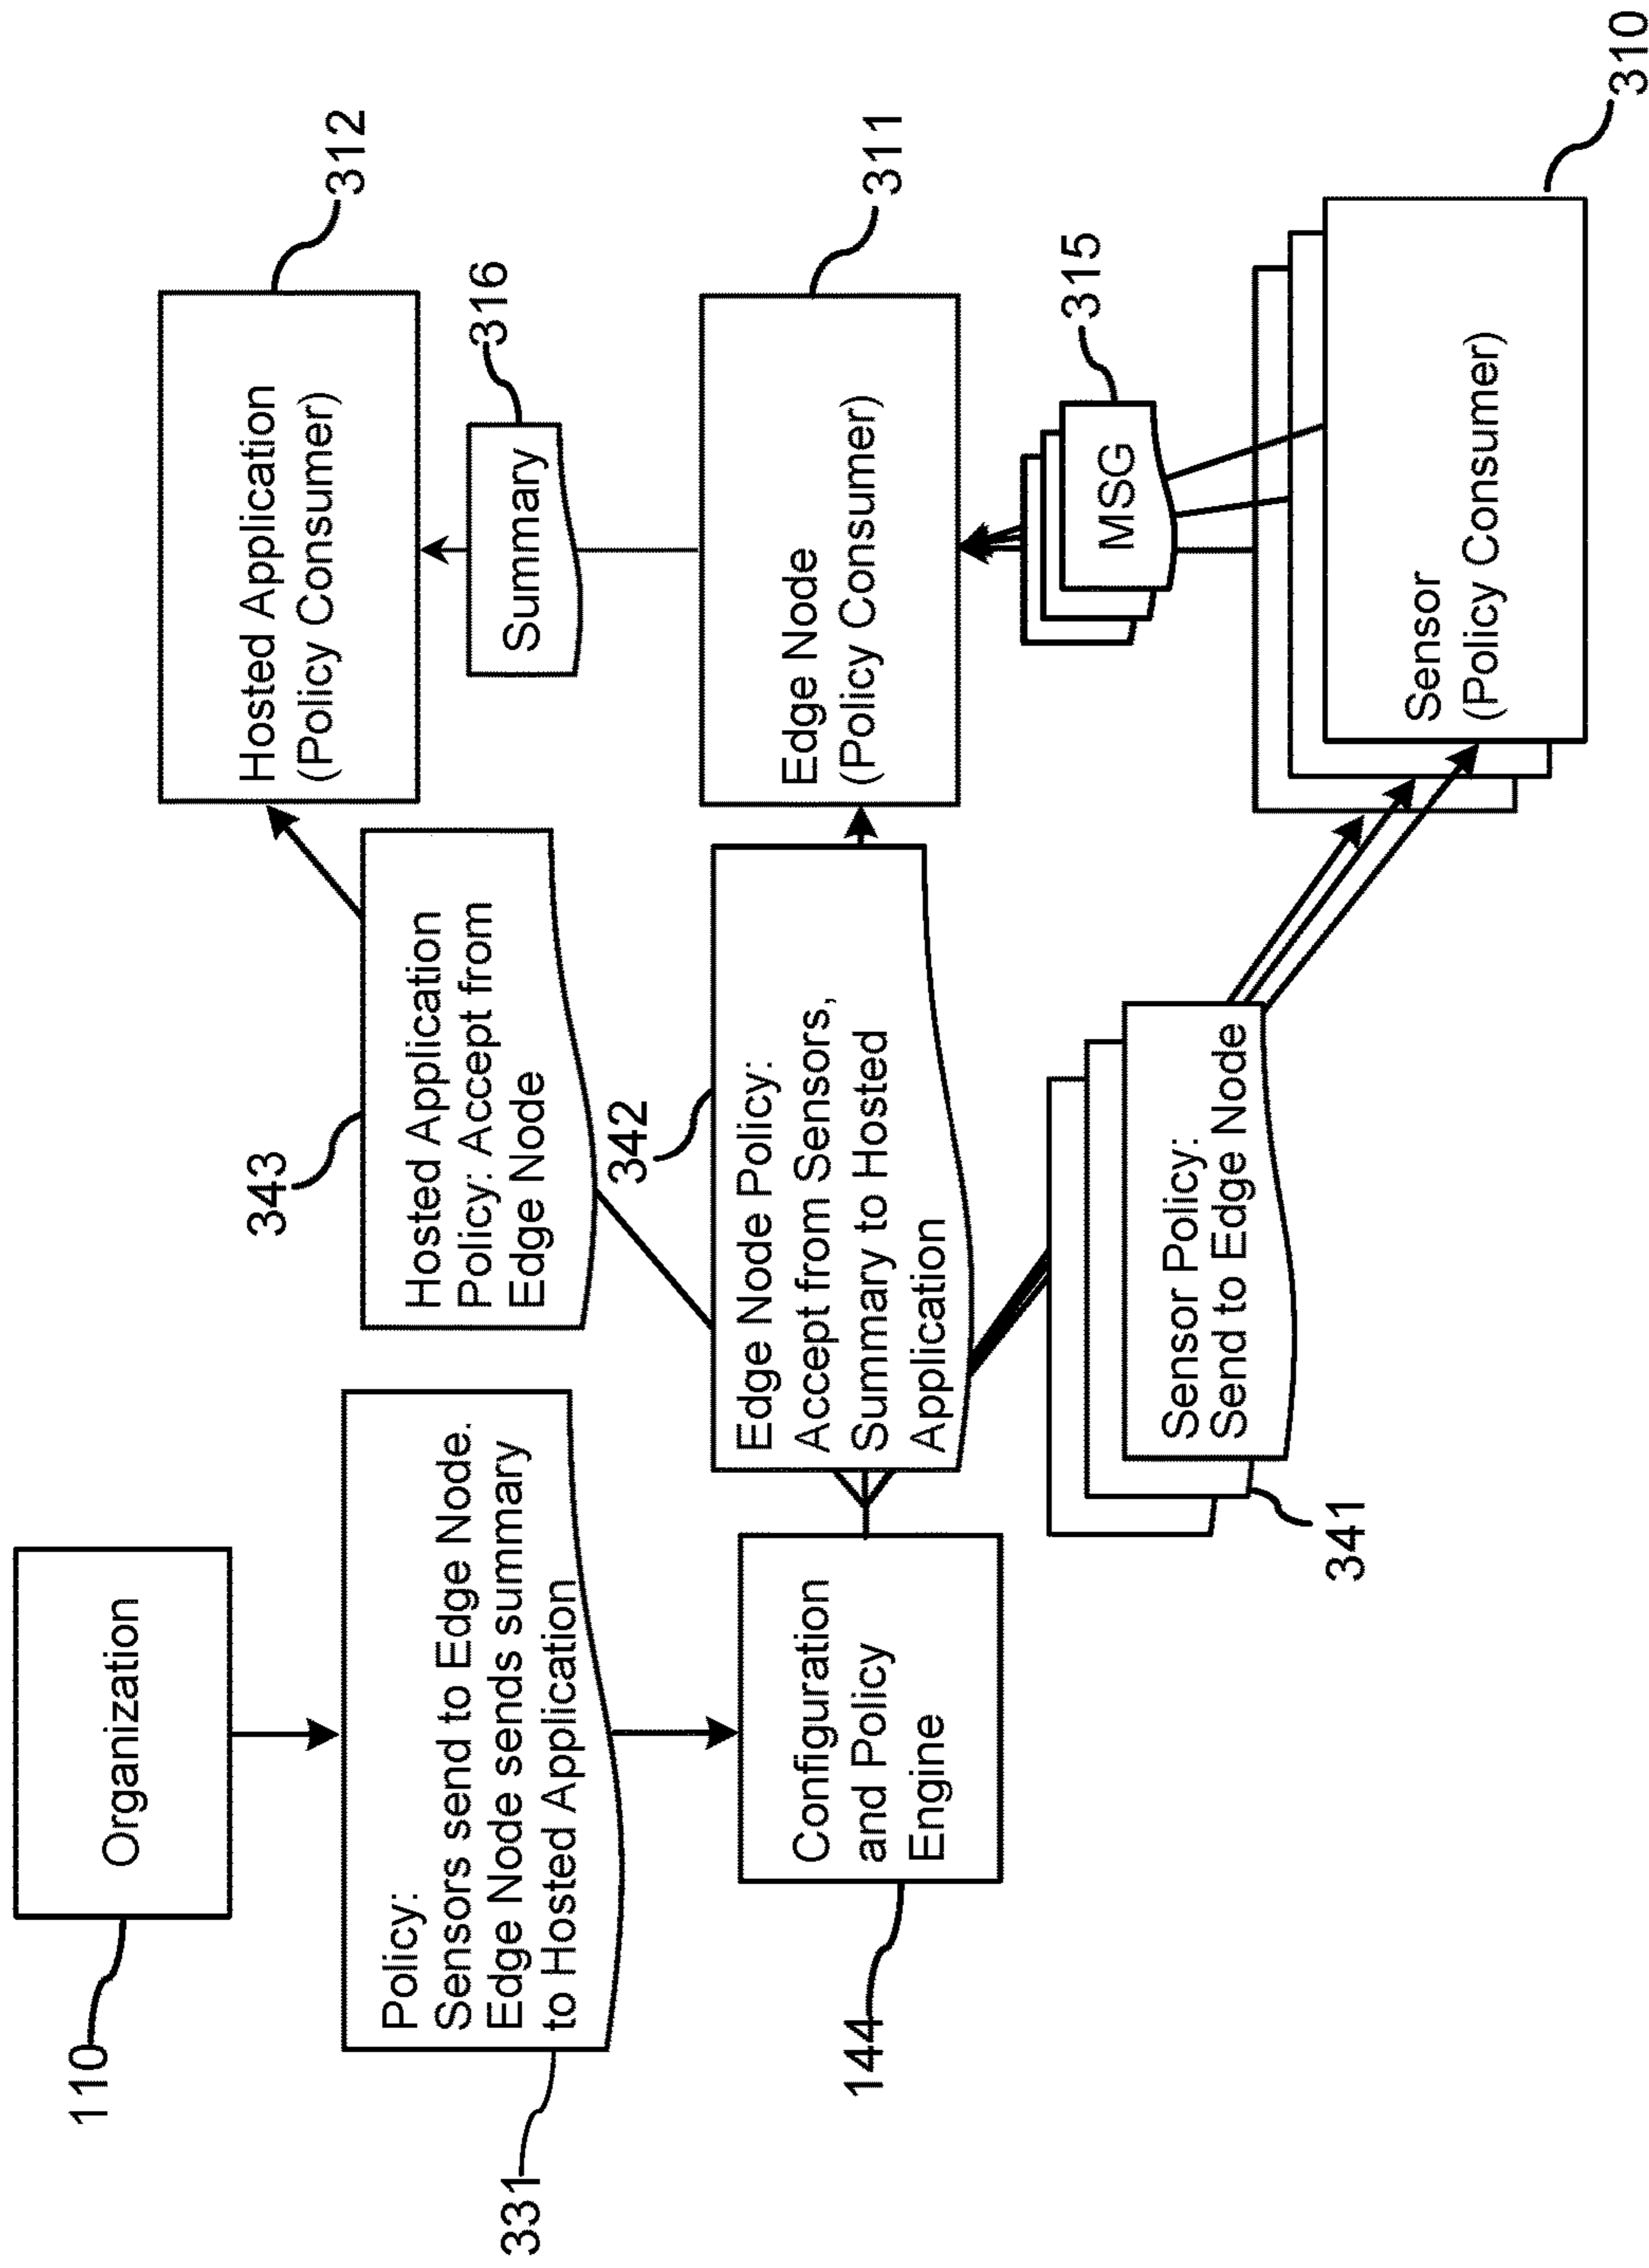 110
Organization
331
Policy:
Sensors send to Edge Node.
Edge Node sends summary
to Hosted Application
144
Configuration
and Policy
Engine
343
Hosted Application
Policy: Accept from
Edge Node
342
Edge Node Policy:
Accept from Sensors,
Summary to Hosted
Application
341
Sensor Policy:
Send to Edge Node
312
Hosted Application
(Policy Consumer)
316
Summary
311
Edge Node
(Policy Consumer)
315
MSG
310
Sensor
(Policy Consumer)